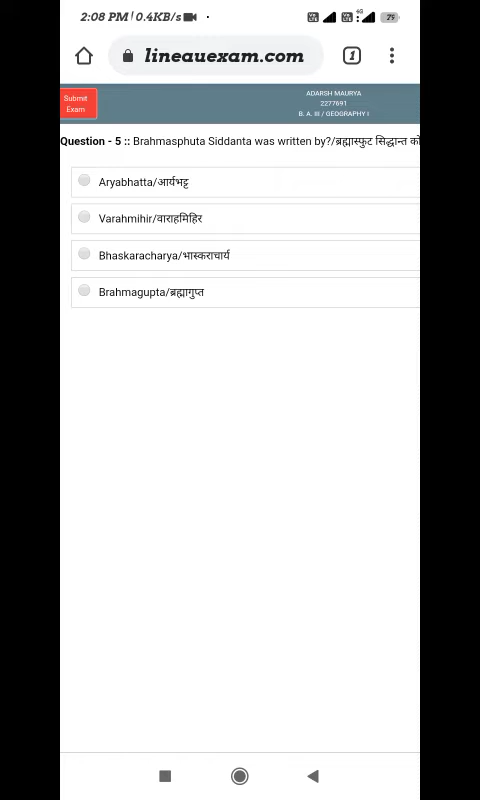 2:08 PM | 0.4KB/s
79
lineauexam.com
1
Submit
Exam
ADARSH MAURYA
2277691
B. A. III / GEOGRAPHY I
Question - 5 :: Brahmasphuta Siddanta was written by?/ब्रह्मास्फुट सिद्धान्त को
Aryabhatta/आर्यभट्ट
Varahmihir/वाराहमिहिर
Bhaskaracharya/भास्कराचार्य
Brahmagupta/ब्रह्मागुप्त